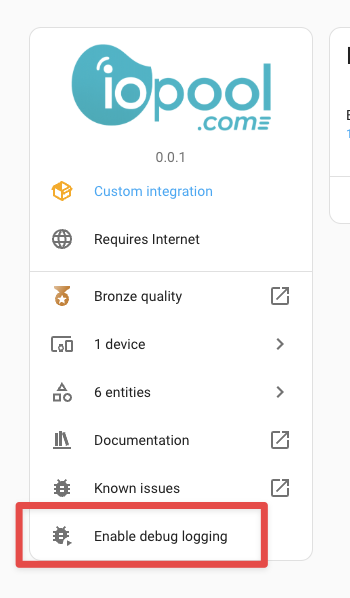 iopool
.com
0.0.1
Custom integration
Requires Internet
Bronze quality
1 device
6 entities
Documentation
Known issues
Enable debug logging